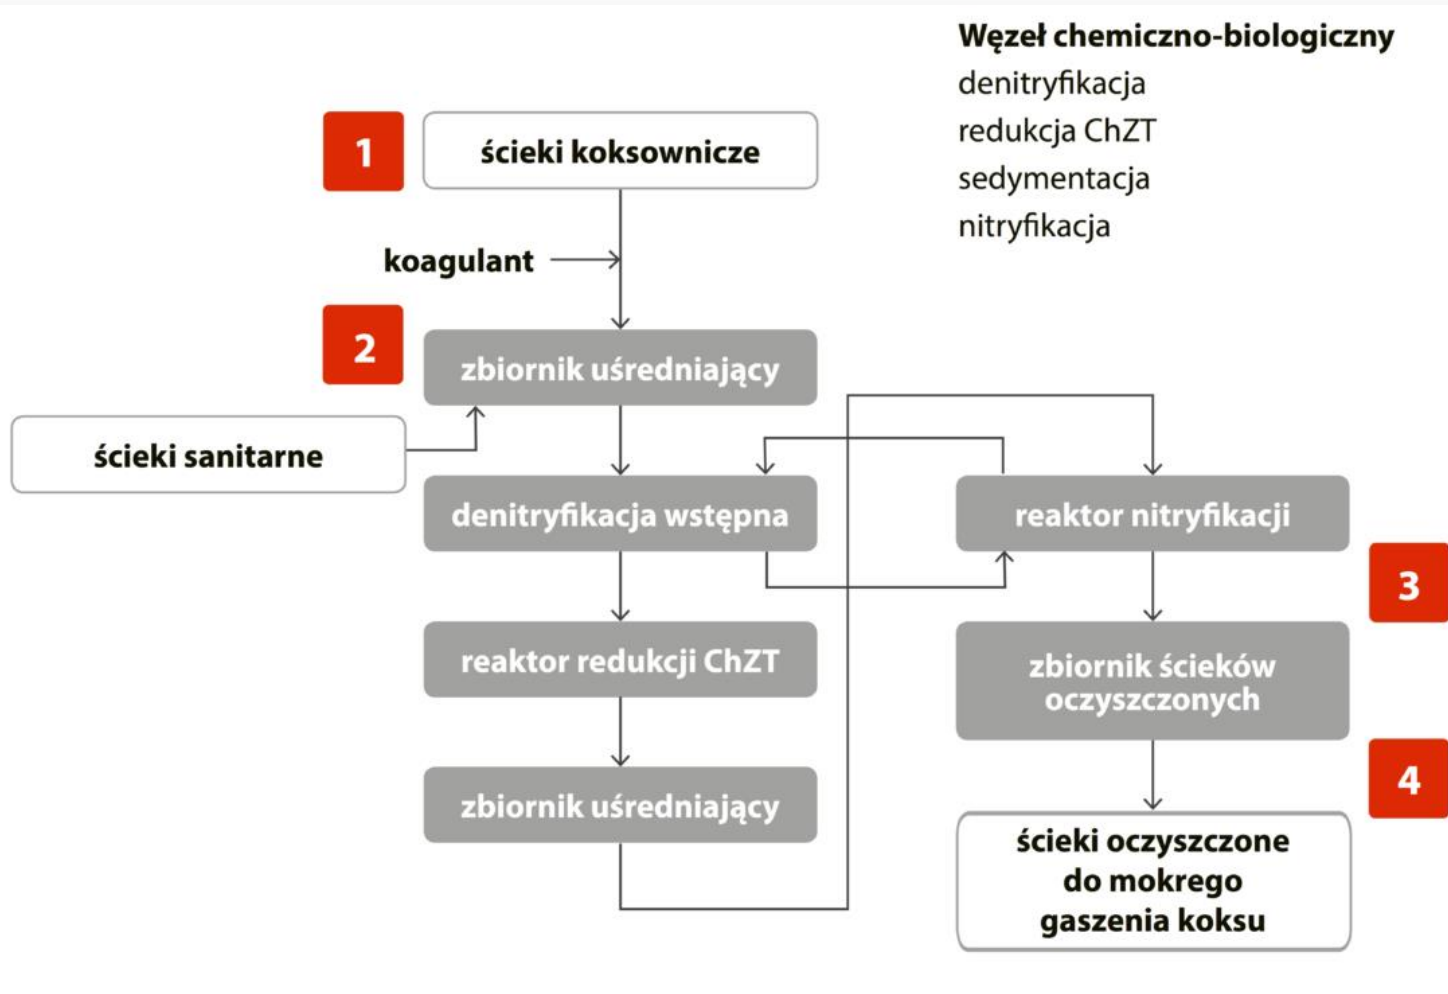 Węzeł chemiczno-biologiczny
denitryfikacja
redukcja ChZT
sedymentacja
nitryfikacja
1
ścieki koksownicze
koagulant
2
zbiornik uśredniający
ścieki sanitarne
denitryfikacja wstępna
reaktor nitryfikacji
3
reaktor redukcji ChZT
zbiornik ścieków
oczyszczonych
4
zbiornik uśredniający
ścieki oczyszczone
do mokrego
gaszenia koksu